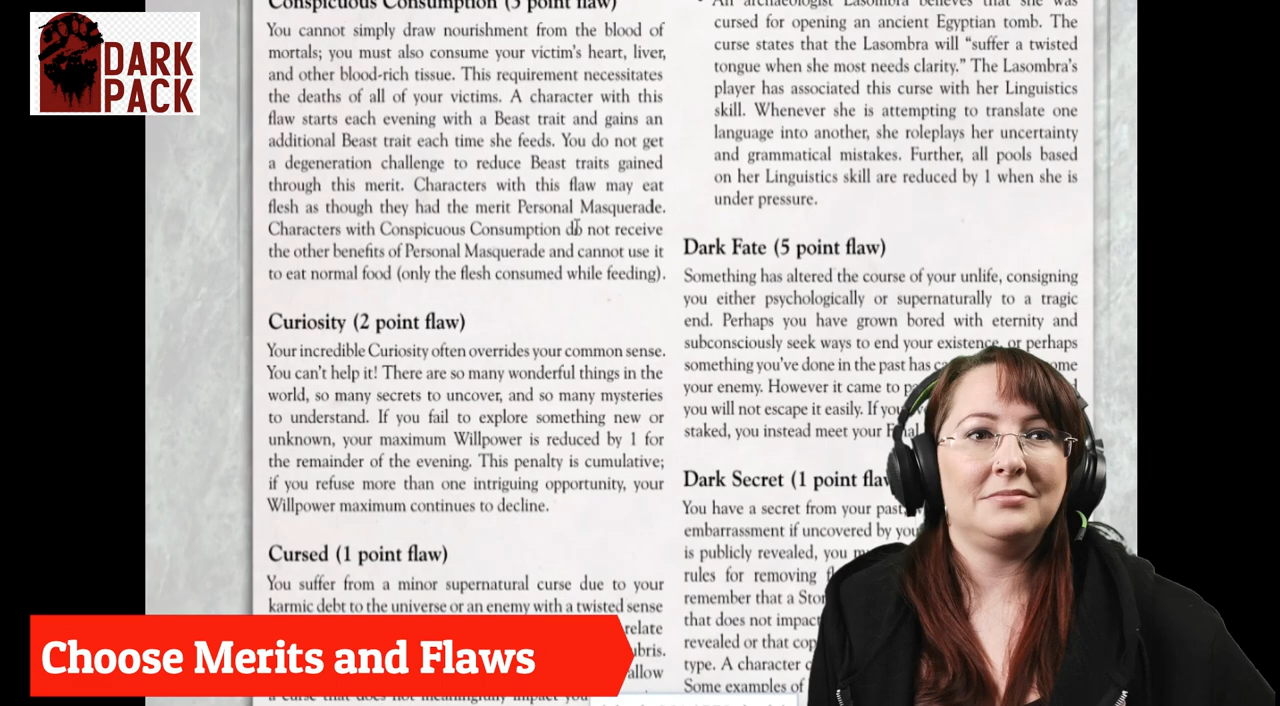 DARK
PACK
Conspicuous Consumption (3 point flaw)
You cannot simply draw nourishment from the blood of
mortals; you must also consume your victim's heart, liver,
and other blood-rich tissue. This requirement necessitates
the deaths of all of your victims. A character with this
flaw starts each evening with a Beast trait and gains an
additional Beast trait each time she feeds. You do not get
a degeneration challenge to reduce Beast traits gained
through this merit. Characters with this flaw may eat
flesh as though they had the merit Personal Masquerade.
Characters with Conspicuous Consumption do not receive
the other benefits of Personal Masquerade and cannot use it
to eat normal food (only the flesh consumed while feeding).
Curiosity (2 point flaw)
Your incredible Curiosity often overrides your common sense.
You can't help it! There are so many wonderful things in the
world, so many secrets to uncover, and so many mysteries
to understand. If you fail to explore something new or
unknown, your maximum Willpower is reduced by 1 for
the remainder of the evening. This penalty is cumulative;
if you refuse more than one intriguing opportunity, your
Willpower maximum continues to decline.
Cursed (1 point flaw)
You suffer from a minor supernatural curse due to your
karmic debt to the universe or an enemy with a twisted sense
relate
allow
a curse that does not meaningfully impact you
An archaeologist Lasombra believes that she was
cursed for opening an ancient Egyptian tomb. The
curse states that the Lasombra will “suffer a twisted
tongue when she most needs clarity.” The Lasombra's
player has associated this curse with her Linguistics
skill. Whenever she is attempting to translate one
language into another, she roleplays her uncertainty
and grammatical mistakes. Further, all pools based
on her Linguistics skill are reduced by 1 when she is
under pressure.
Dark Fate (5 point flaw)
Something has altered the course of your unlife, consigning
you either psychologically or supernaturally to a tragic
end. Perhaps you have grown bored with eternity and
subconsciously seek ways to end your existence, or perhaps
something you've done in the past has
your enemy. However it came to
you will not escape it easily. If you
staked, you instead meet your
Dark Secret (1 point
You have a secret from your past,
embarrassment if uncovered by
is publicly revealed, you
rules for removing
remember that a
that does not impact
revealed or that
type. A character
Some examples of
Choose Merits and Flaws